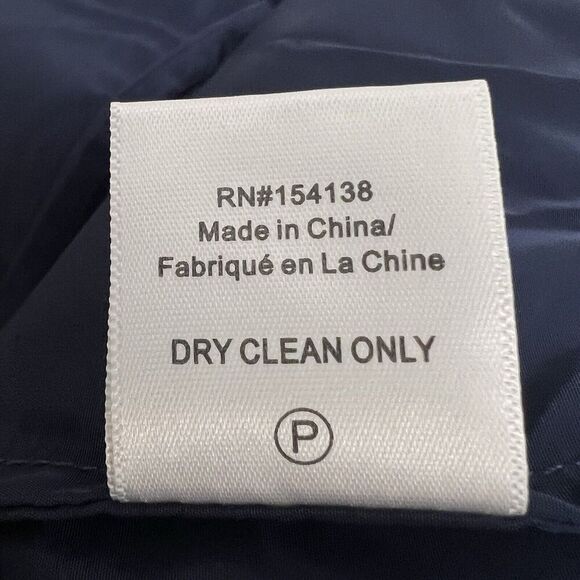 RN#154138
Made in China/
Fabriqué en La Chine
DRY CLEAN ONLY
P